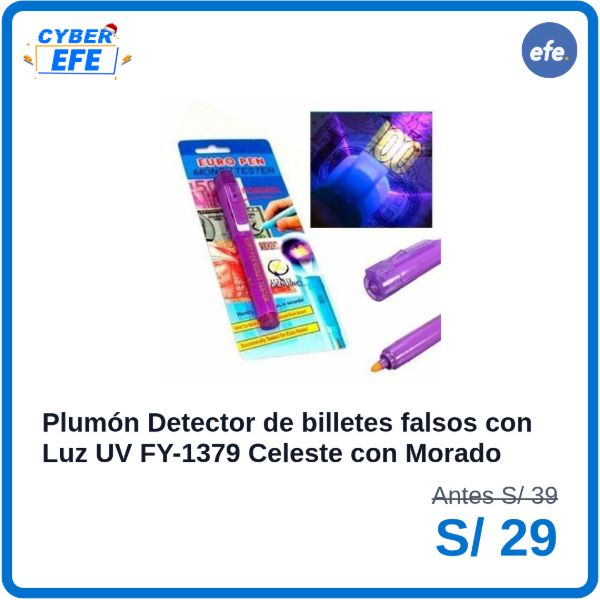 CYBER
EFE
efe.
EURO PEN
MONEY TESTER
100
Plumón Detector de billetes falsos con
Luz UV FY-1379 Celeste con Morado
Antes S/ 39
S/ 29